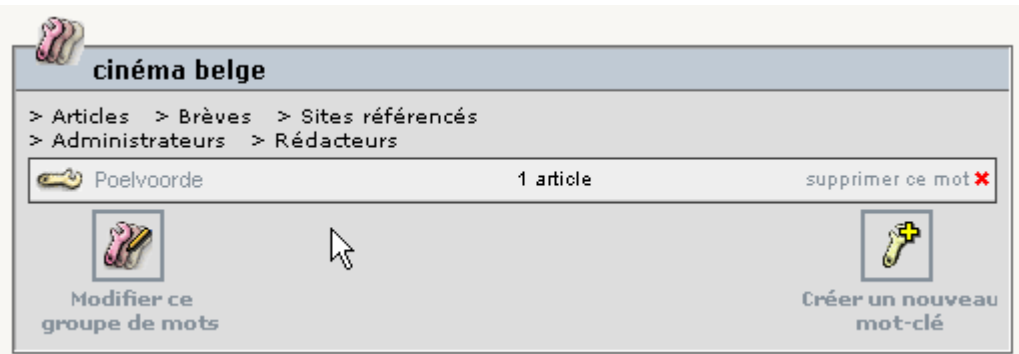 cinéma belge
> Articles > Brèves > Sites référencés
> Administrateurs > Rédacteurs
Poelvoorde 1 article supprimer ce mot
Modifier ce groupe de mots
Créer un nouveau mot-clé